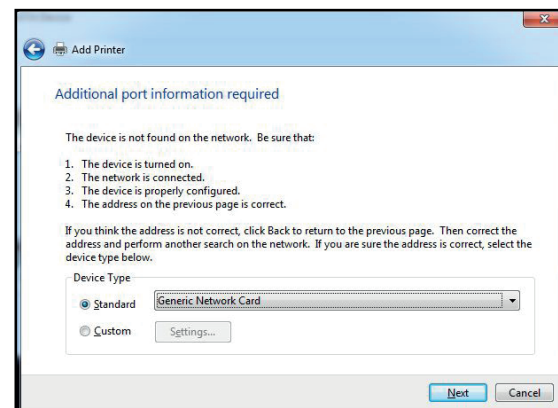 Add Printer
Additional port information required
The device is not found on the network. Be sure that:
1. The device is turned on.
2. The network is connected.
3. The device is properly configured.
4. The address on the previous page is correct.
If you think the address is not correct, click Back to return to the previous page. Then correct the
address and perform another search on the network. If you are sure the address is correct, select the
device type below.
Device Type
Standard Generic Network Card
Custom Settings...
Next Cancel